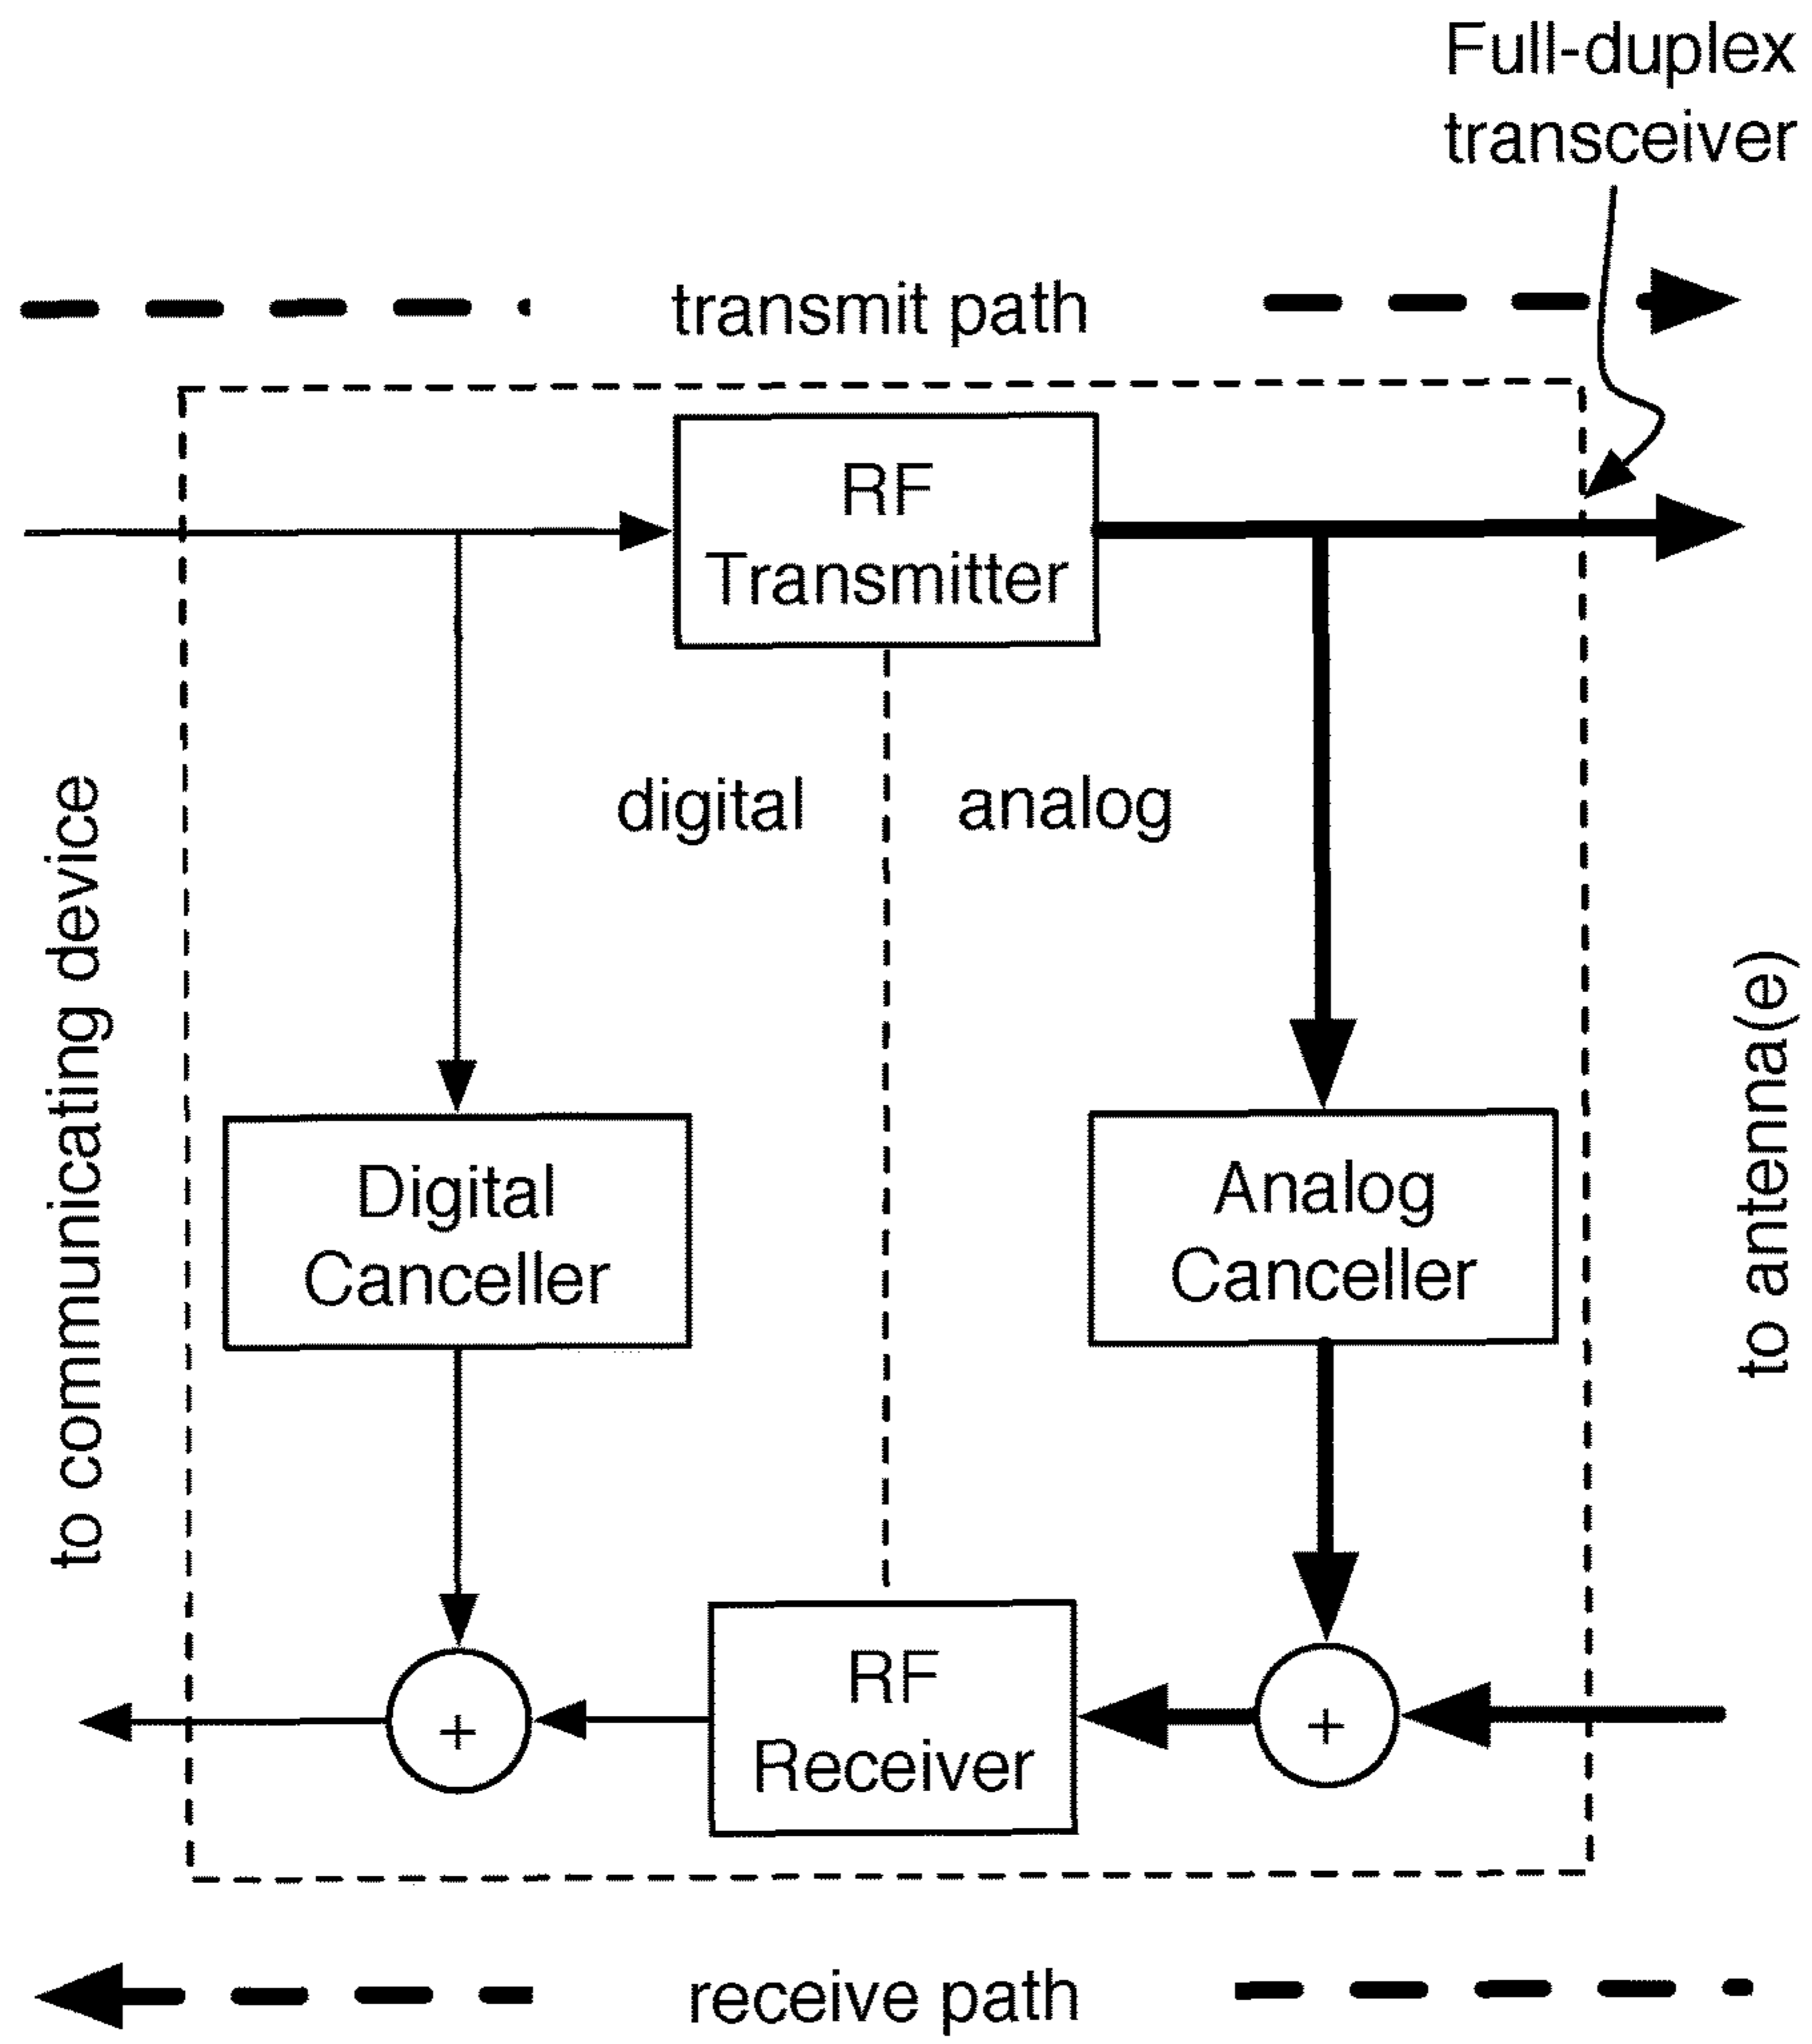 Full-duplex
transceiver
transmit path
RF
Transmitter
digital
analog
to communicating device
to antenna(e)
Digital
Canceller
Analog
Canceller
+
RF
Receiver
+
receive path